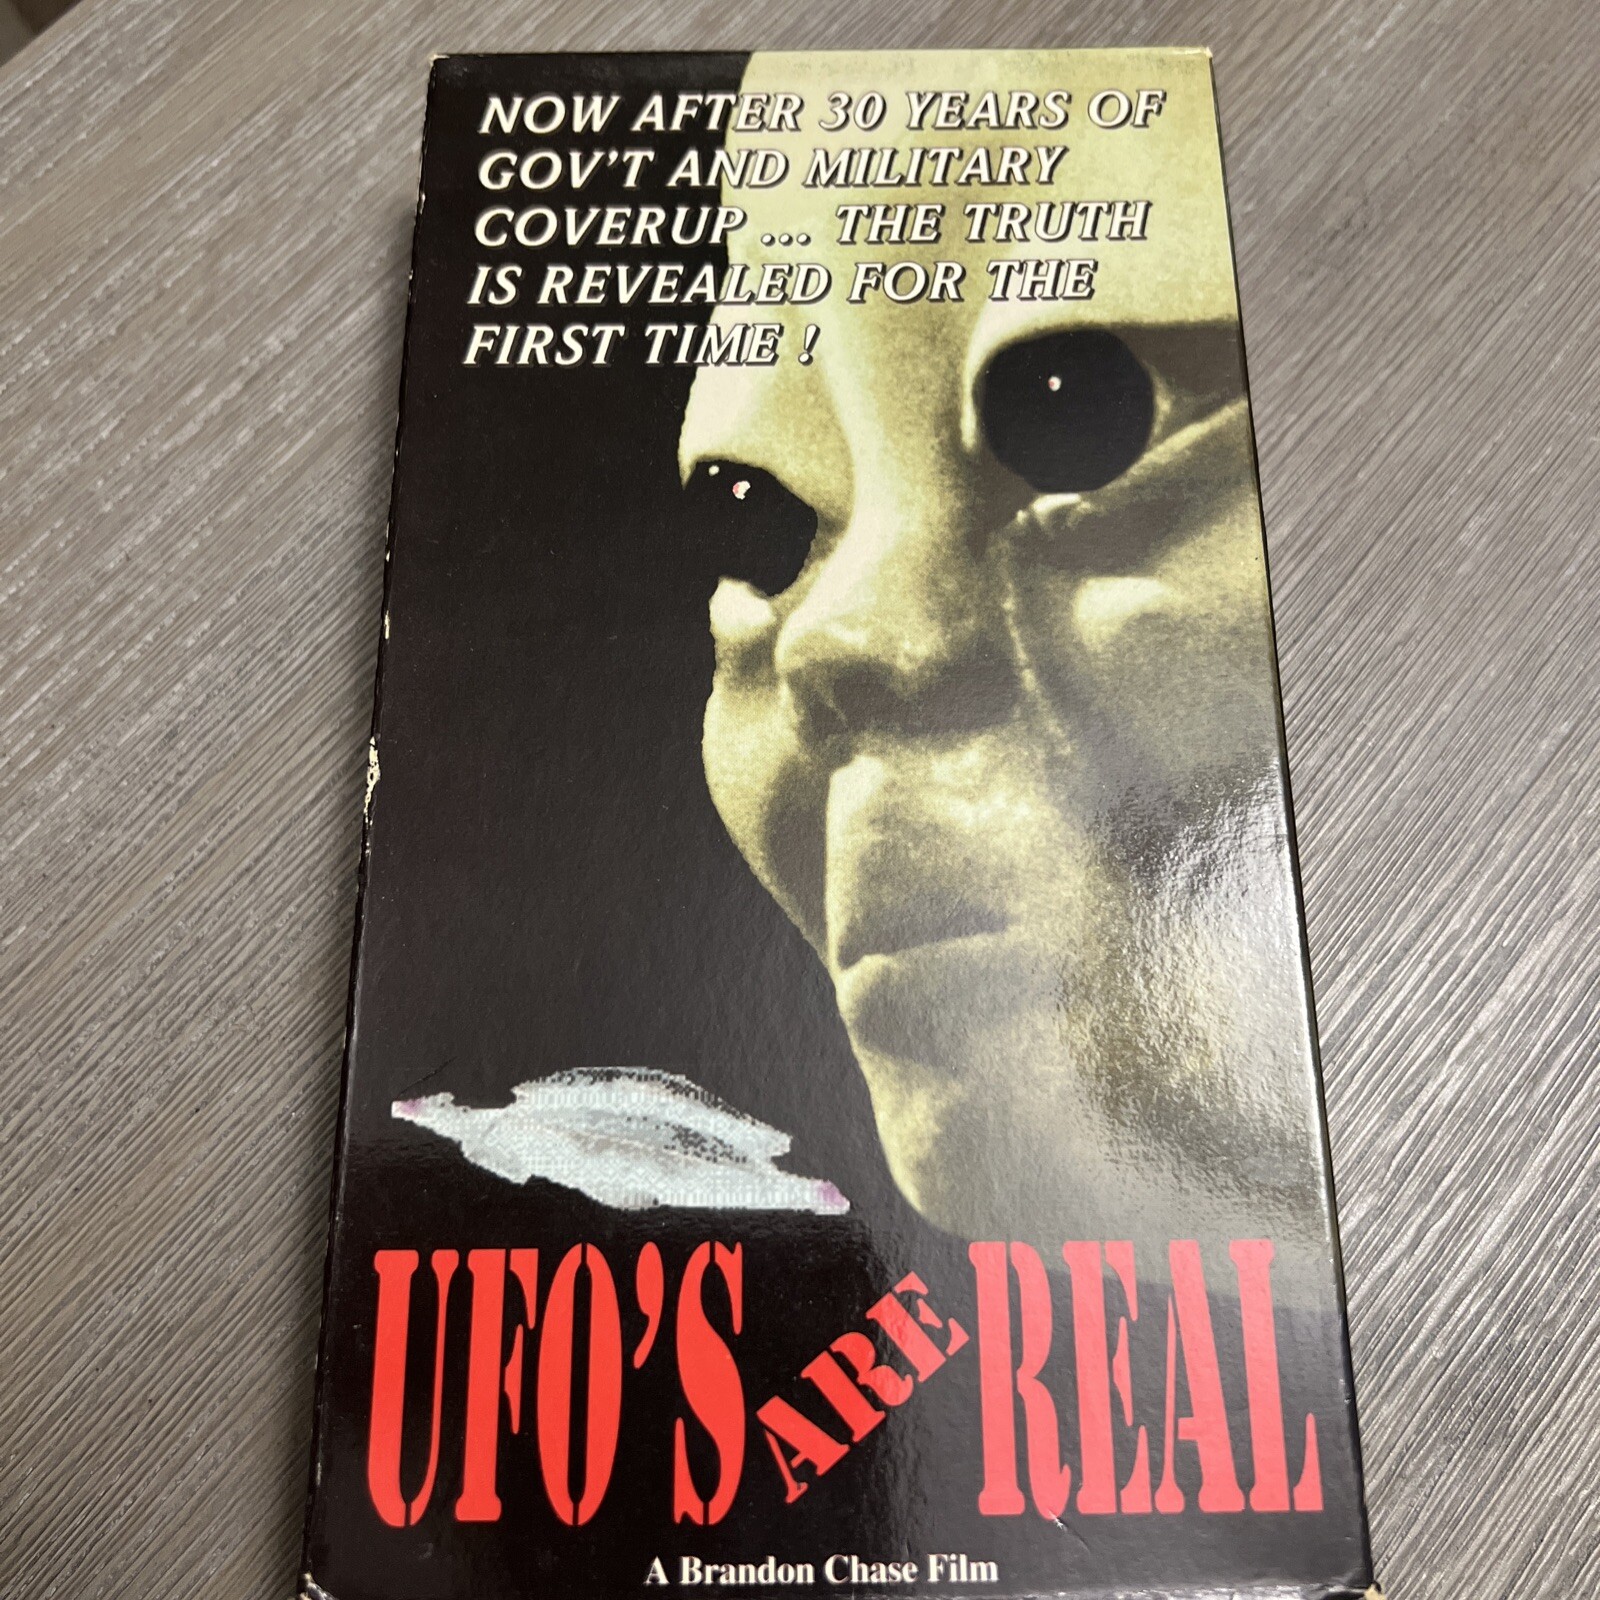 NOW AFTER 30 YEARS OF
GOV'T AND MILITARY
COVERUP ... THE TRUTH
IS REVEALED FOR THE
FIRST TIME !
UFO'S ARE REAL
A Brandon Chase Film